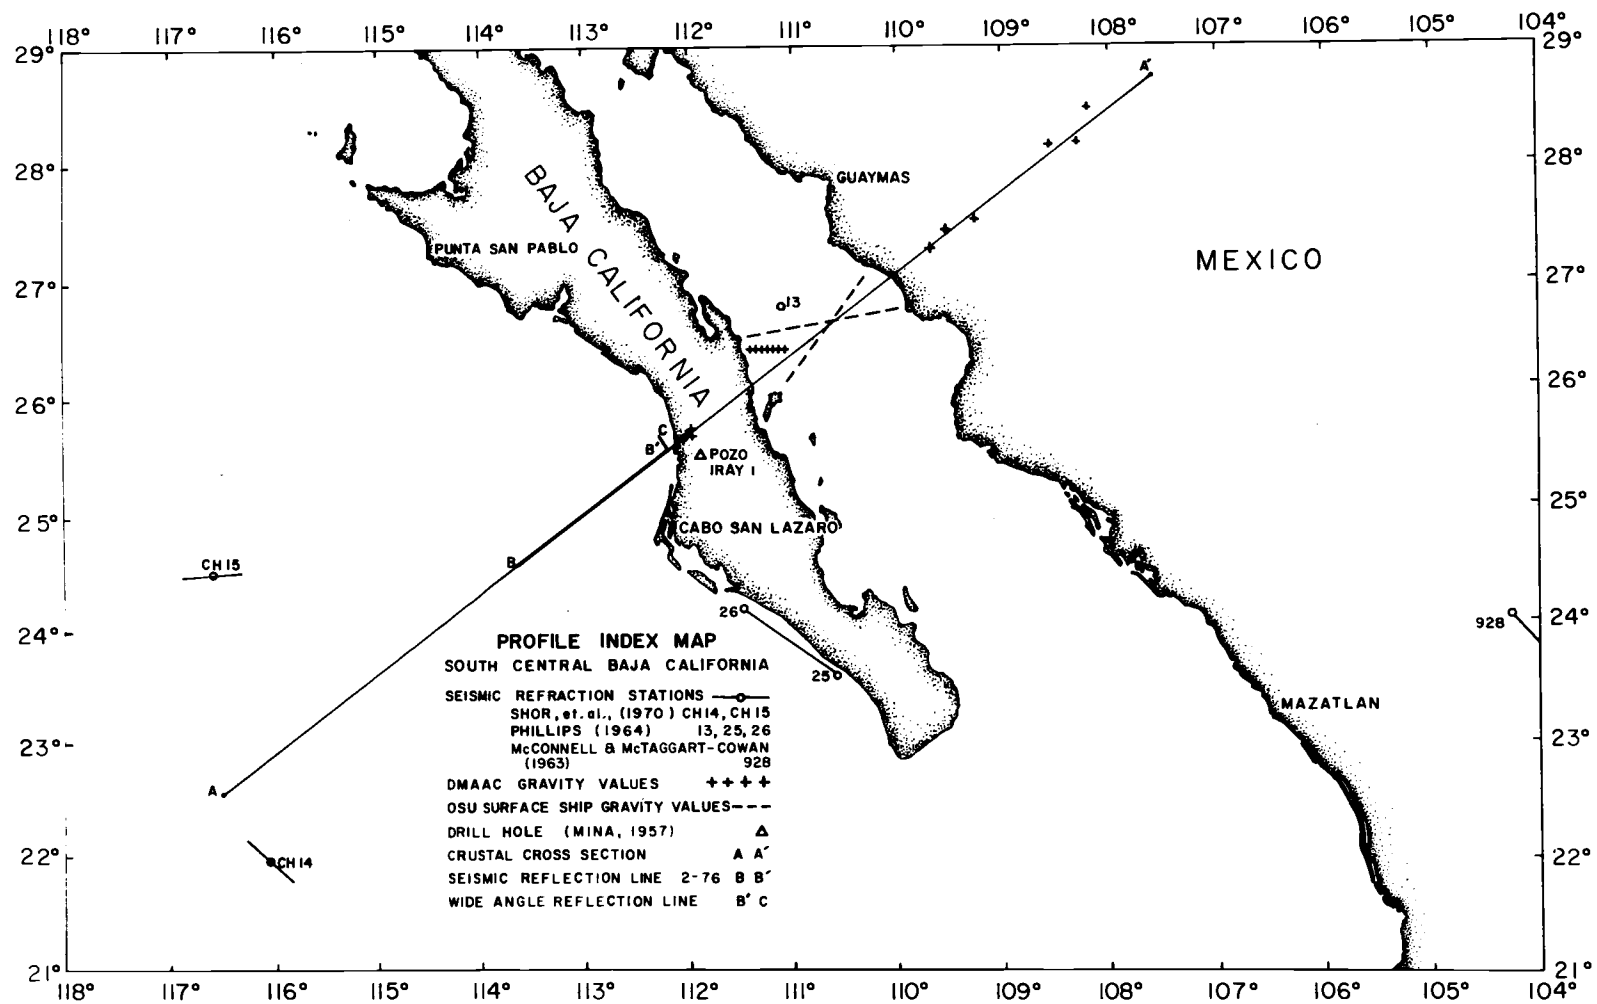 118° 117° 116° 115° 114° 113° 112° 111° 110° 109° 108° 107° 106° 105° 104°
29° 29°
A′
28° 28°
GUAYMAS
BAJA CALIFORNIA
PUNTA SAN PABLO
MEXICO
27° 27°
13
26° 26°
C
B′
POZO
IRAY 1
25° 25°
CABO SAN LAZARO
B
CH 15
26
24° 24°
928
25
PROFILE INDEX MAP
SOUTH CENTRAL BAJA CALIFORNIA
SEISMIC REFRACTION STATIONS
SHOR, et. al., (1970) CH14, CH15
PHILLIPS (1964) 13, 25, 26
McCONNELL & McTAGGART-COWAN
(1963) 928
DMAAC GRAVITY VALUES ++++
OSU SURFACE SHIP GRAVITY VALUES---
DRILL HOLE (MINA, 1957) Δ
CRUSTAL CROSS SECTION A A′
SEISMIC REFLECTION LINE 2-76 B B′
WIDE ANGLE REFLECTION LINE B′ C
MAZATLAN
23° 23°
A
22° 22°
CH 14
21° 21°
118° 117° 116° 115° 114° 113° 112° 111° 110° 109° 108° 107° 106° 105° 104°